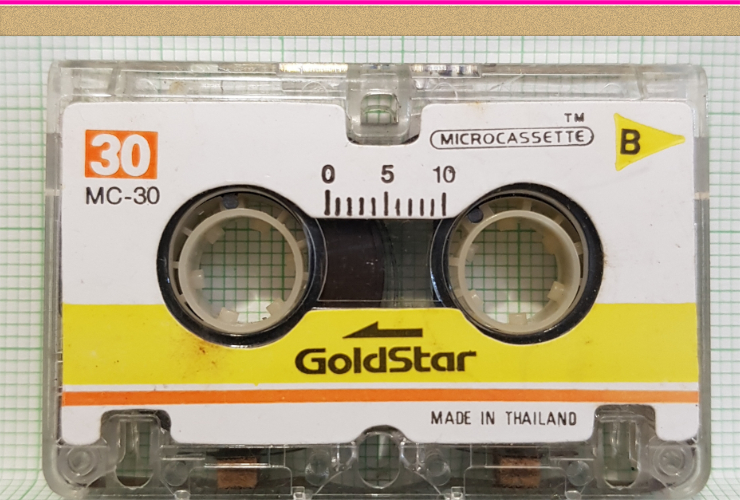 30
MC-30
TM
MICROCASSETTE
B
0 5 10
GoldStar
MADE IN THAILAND